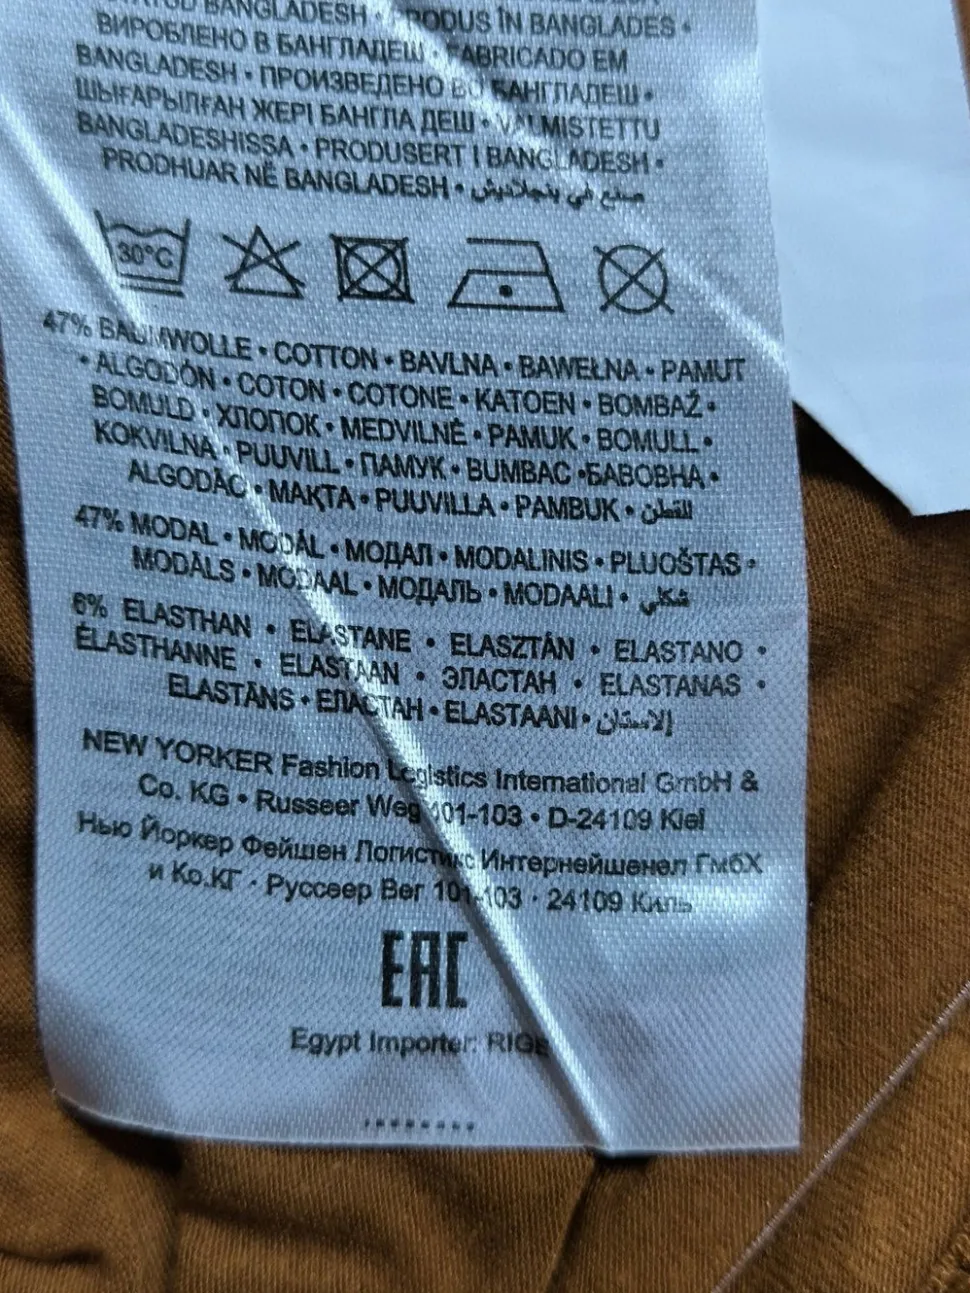 BANGLADESH • PRODUS ÎN BANGLADES •
ВИРОБЛЕНО В БАНГЛАДЕШ • FABRICADO EM
BANGLADESH • ПРОИЗВЕДЕНО ВО БАНГЛАДЕШ •
ШЫҒАРЫЛҒАН ЖЕРІ БАНГЛА ДЕШ • VALMISTETTU
BANGLADESHISSA • PRODUSERT I BANGLADESH •
PRODHUAR NË BANGLADESH • صنع في بنجلاديش
30°C
47% BAUMWOLLE • COTTON • BAVLNA • BAWEŁNA • PAMUT
• ALGODÓN • COTON • COTONE • KATOEN • BOMBAŽ •
BOMULD • ХЛОПОК • MEDVILNĖ • PAMUK • BOMULL •
KOKVILNA • PUUVILL • ПАМУК • BUMBAC •БАВОВНА •
ALGODÃO • МАҚТА • PUUVILLA • PAMBUK • القطن
47% MODAL • MODÁL • МОДАЛ • MODALINIS • PLUOŠTAS •
MODĀLS • MODAAL • МОДАЛЬ • MODAALI • شكلي
6% ELASTHAN • ELASTANE • ELASZTÁN • ELASTANO •
ÉLASTHANNE • ELASTAAN • ЭЛАСТАН • ELASTANAS •
ELASTĀNS • ЕЛАСТАН • ELASTAANI • الاستان
NEW YORKER Fashion Logistics International GmbH &
Co. KG • Russeer Weg 101-103 • D-24109 Kiel
Нью Йоркер Фейшен Логистикс Интернейшенел ГмбХ
и Ко.КГ · Руссеер Вег 101-103 · 24109 Киль
EAC
Egypt Importer: RIGE